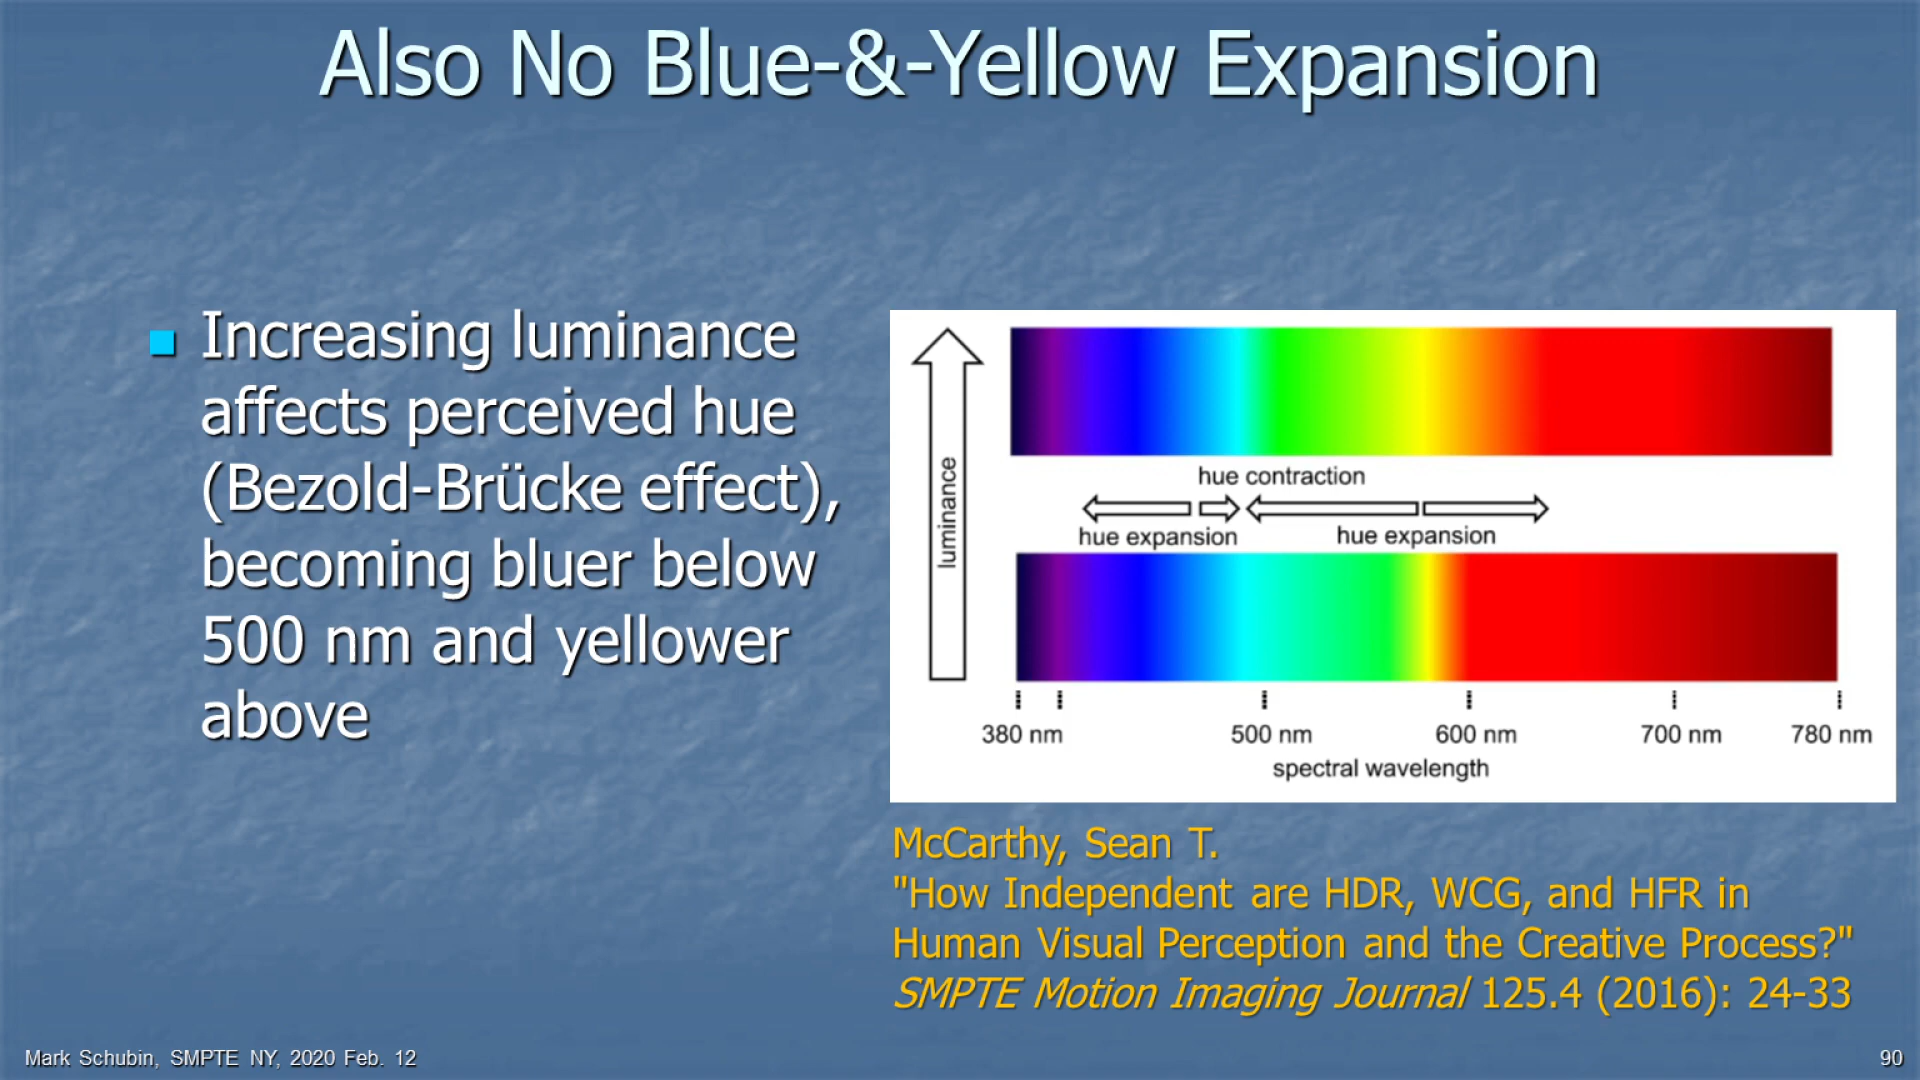 Also No Blue-&-Yellow Expansion
Increasing luminance
affects perceived hue
(Bezold-Brücke effect),
becoming bluer below
500 nm and yellower
above
luminance
hue contraction
hue expansion
hue expansion
380 nm
500 nm
600 nm
700 nm
780 nm
spectral wavelength
McCarthy, Sean T.
"How Independent are HDR, WCG, and HFR in
Human Visual Perception and the Creative Process?"
SMPTE Motion Imaging Journal 125.4 (2016): 24-33
Mark Schubin, SMPTE NY, 2020 Feb. 12
90